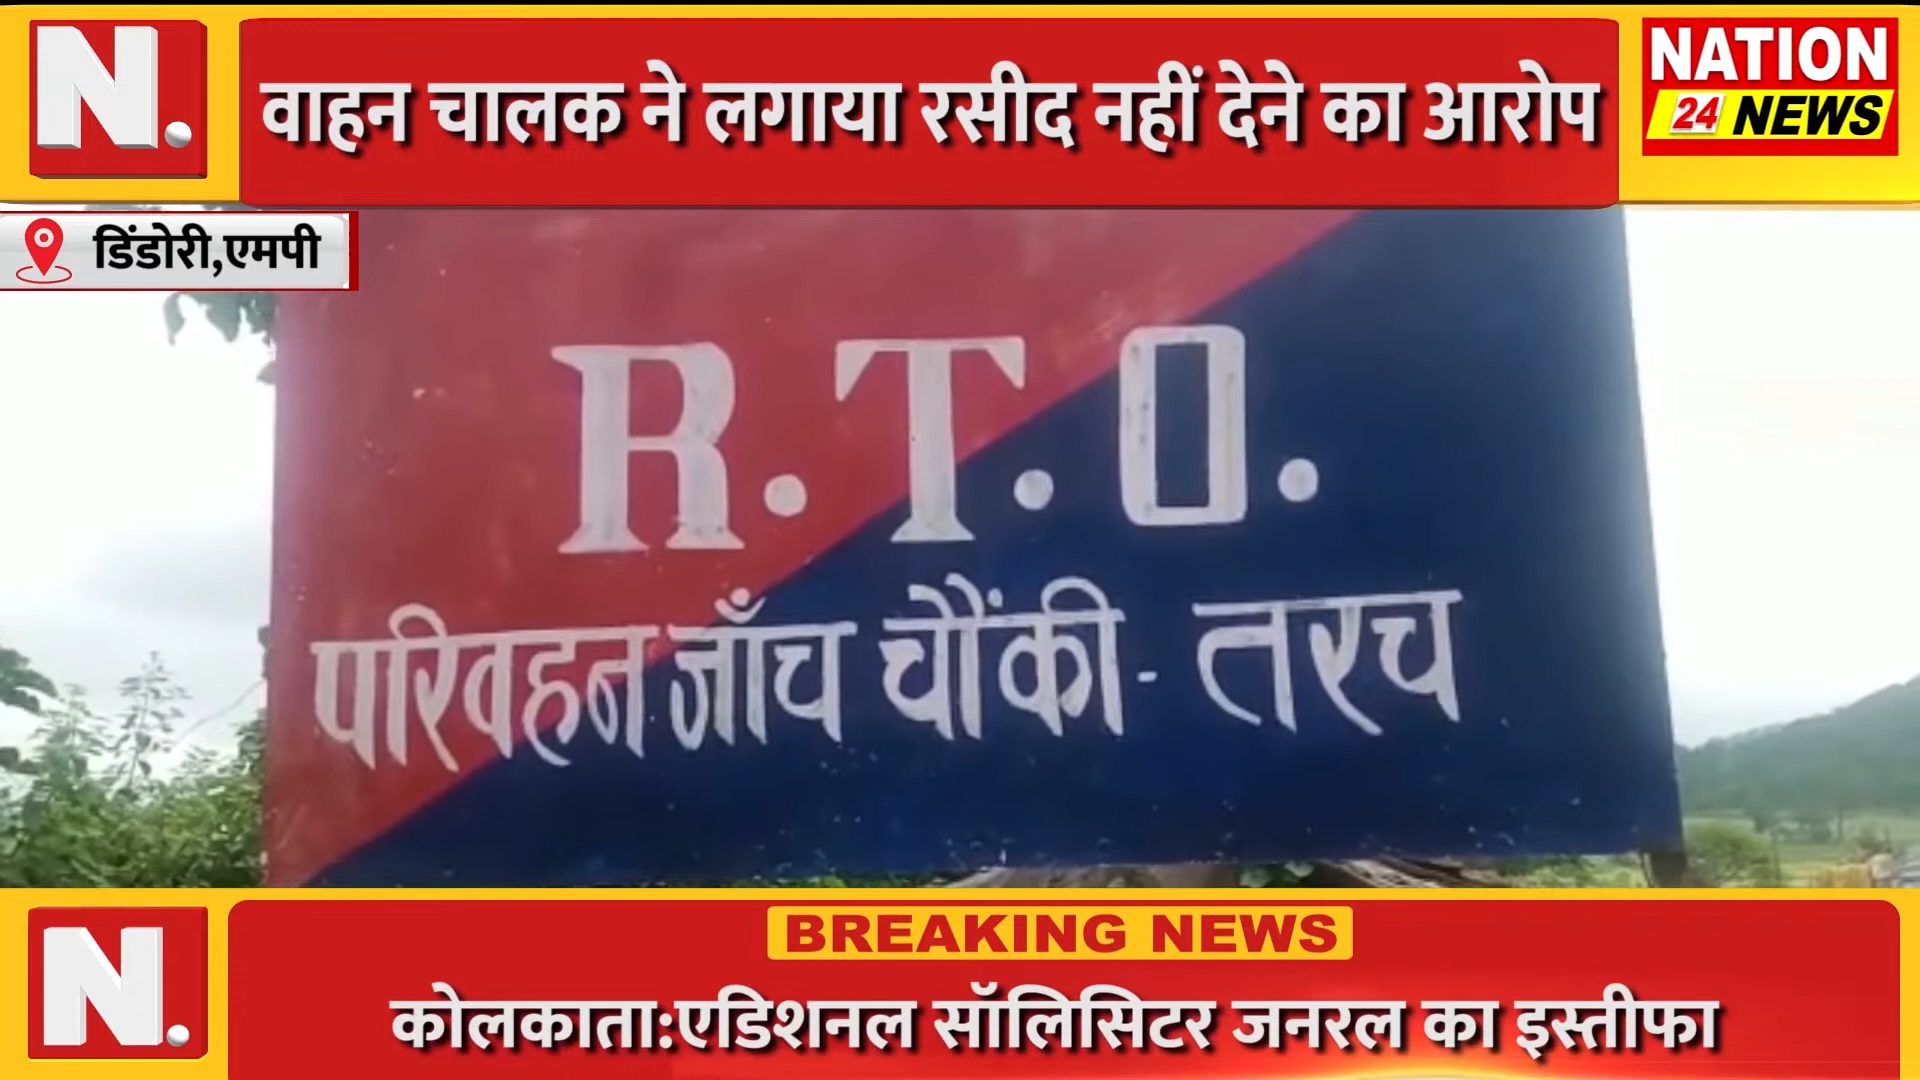 N.
वाहन चालक ने लगाया रसीद नहीं देने का आरोप
NATION
24 NEWS
डिंडोरी,एमपी
R.T.O.
परिवहन जाँच चौंकी - तरच
BREAKING NEWS
N.
कोलकाता:एडिशनल सॉलिसिटर जनरल का इस्तीफा